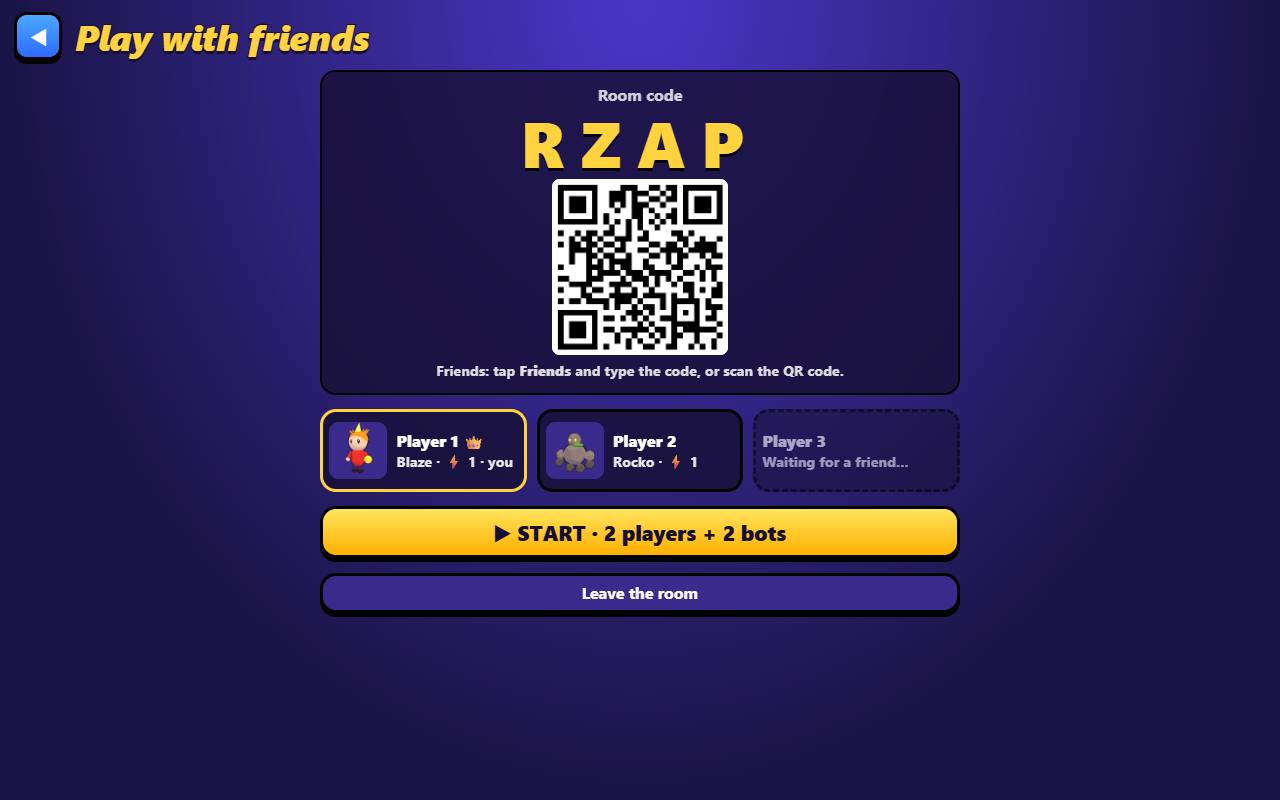 Play with friends
Room code
RZAP
Friends: tap Friends and type the code, or scan the QR code.
Player 1
Blaze · 1 · you
Player 2
Rocko · 1
Player 3
Waiting for a friend...
START · 2 players + 2 bots
Leave the room